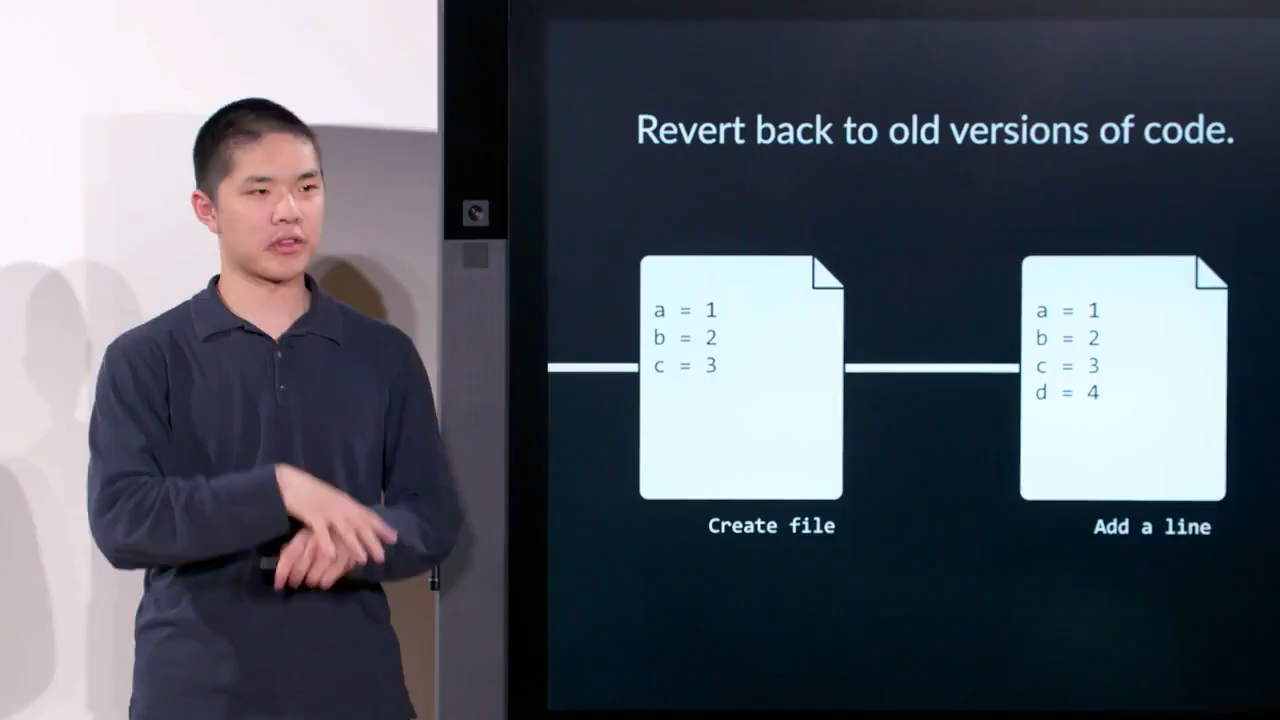 Revert back to old versions of code.
a = 1
b = 2
c = 3
Create file
a = 1
b = 2
c = 3
d = 4
Add a line